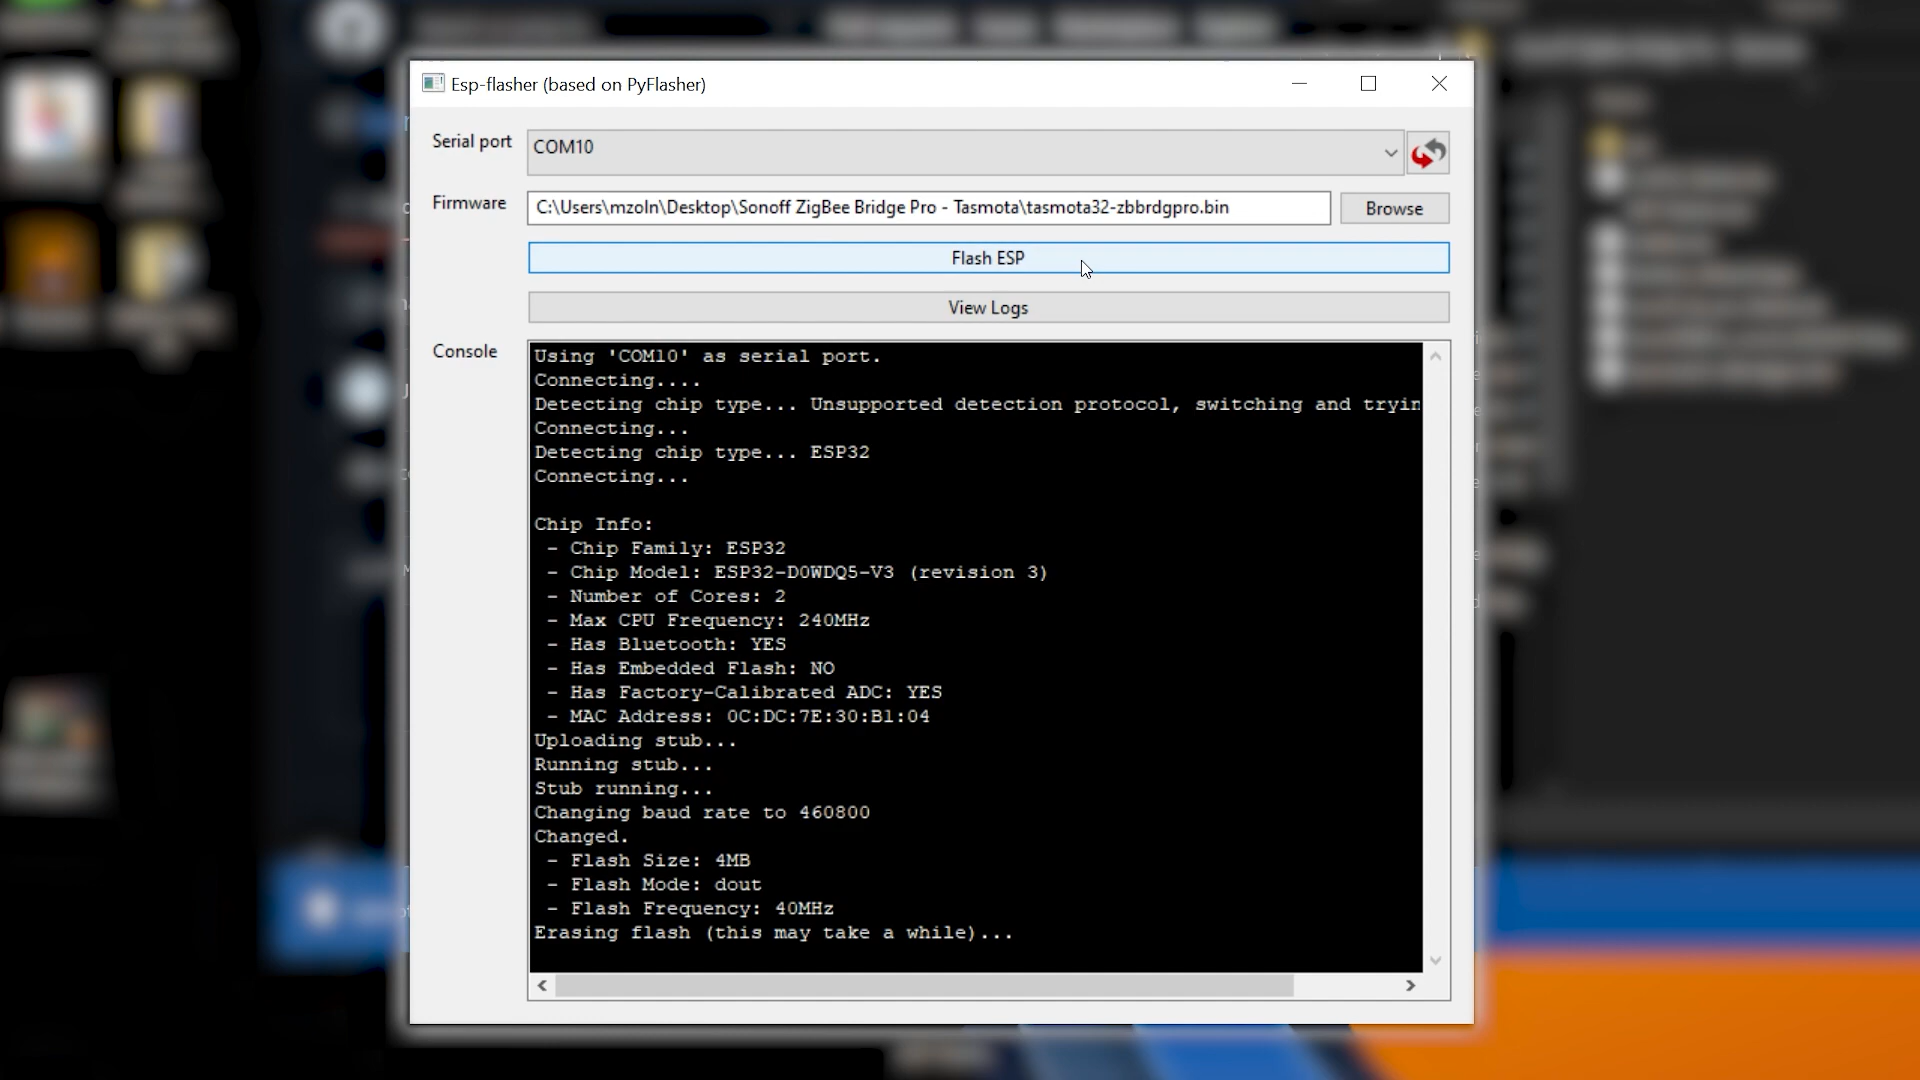 Esp-flasher (based on PyFlasher)
Serial port
COM10
Firmware
C:\Users\mzoln\Desktop\Sonoff ZigBee Bridge Pro - Tasmota\tasmota32-zbbrdgpro.bin
Browse
Flash ESP
View Logs
Console
Using 'COM10' as serial port.
Connecting....
Detecting chip type... Unsupported detection protocol, switching and tryin
Connecting...
Detecting chip type... ESP32
Connecting...
Chip Info:
- Chip Family: ESP32
- Chip Model: ESP32-D0WDQ5-V3 (revision 3)
- Number of Cores: 2
- Max CPU Frequency: 240MHz
- Has Bluetooth: YES
- Has Embedded Flash: NO
- Has Factory-Calibrated ADC: YES
- MAC Address: 0C:DC:7E:30:B1:04
Uploading stub...
Running stub...
Stub running...
Changing baud rate to 460800
Changed.
- Flash Size: 4MB
- Flash Mode: dout
- Flash Frequency: 40MHz
Erasing flash (this may take a while)...